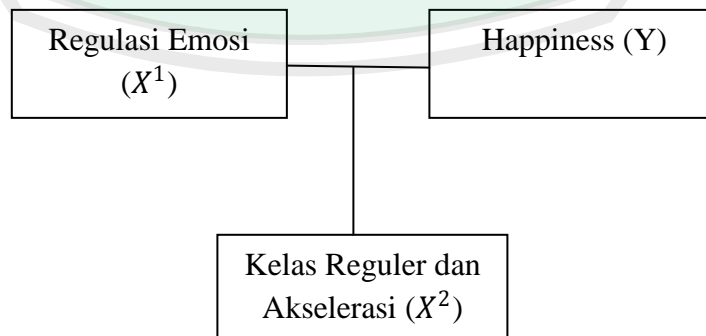 Regulasi Emosi
(𝑋¹)
Happiness (Y)
Kelas Reguler dan
Akselerasi (𝑋²)